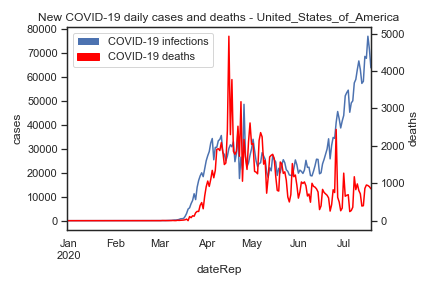 New COVID-19 daily cases and deaths - United_States_of_America
COVID-19 infections
COVID-19 deaths
80000
70000
60000
50000
40000
30000
20000
10000
0
cases
5000
4000
3000
2000
1000
0
deaths
Jan Feb Mar Apr May Jun Jul
2020
dateRep